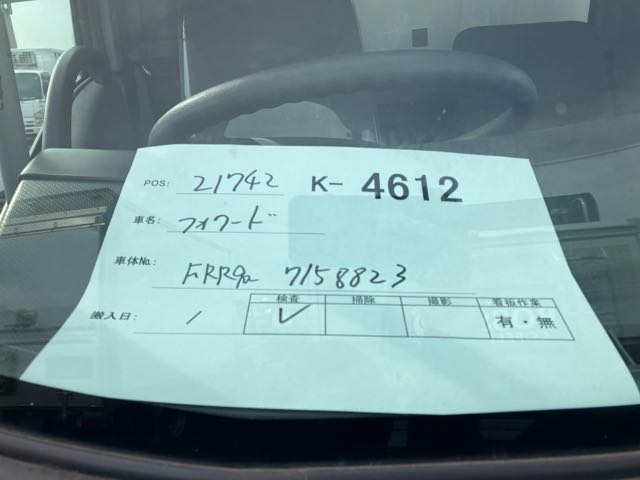 POS: 21742 K-4612
車名: フォワード
車体No.: FRR90 7158823
検査 掃除 撮影 看板作業
搬入日: / ✓ 有・無